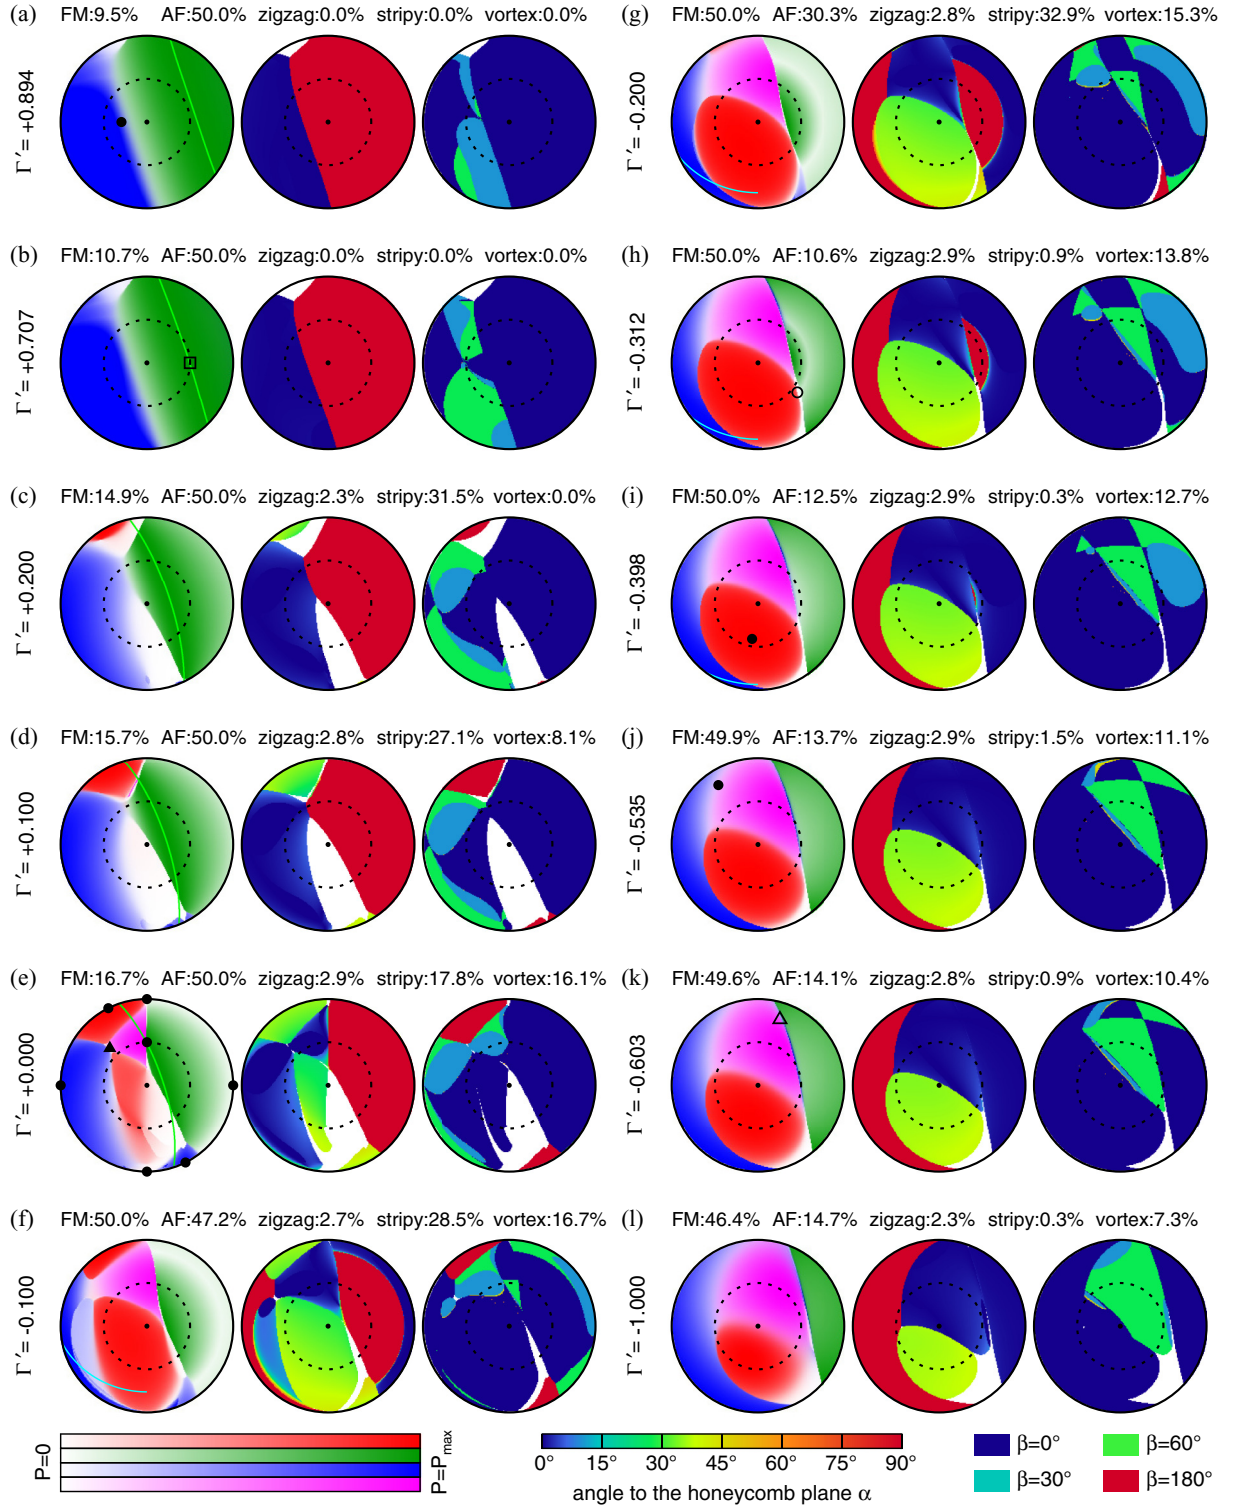 (a) FM:9.5% AF:50.0% zigzag:0.0% stripy:0.0% vortex:0.0%
Γ′= +0.894
(b) FM:10.7% AF:50.0% zigzag:0.0% stripy:0.0% vortex:0.0%
Γ′= +0.707
(c) FM:14.9% AF:50.0% zigzag:2.3% stripy:31.5% vortex:0.0%
Γ′= +0.200
(d) FM:15.7% AF:50.0% zigzag:2.8% stripy:27.1% vortex:8.1%
Γ′= +0.100
(e) FM:16.7% AF:50.0% zigzag:2.9% stripy:17.8% vortex:16.1%
Γ′= +0.000
(f) FM:50.0% AF:47.2% zigzag:2.7% stripy:28.5% vortex:16.7%
Γ′= -0.100
(g) FM:50.0% AF:30.3% zigzag:2.8% stripy:32.9% vortex:15.3%
Γ′= -0.200
(h) FM:50.0% AF:10.6% zigzag:2.9% stripy:0.9% vortex:13.8%
Γ′= -0.312
(i) FM:50.0% AF:12.5% zigzag:2.9% stripy:0.3% vortex:12.7%
Γ′= -0.398
(j) FM:49.9% AF:13.7% zigzag:2.9% stripy:1.5% vortex:11.1%
Γ′= -0.535
(k) FM:49.6% AF:14.1% zigzag:2.8% stripy:0.9% vortex:10.4%
Γ′= -0.603
(l) FM:46.4% AF:14.7% zigzag:2.3% stripy:0.3% vortex:7.3%
Γ′= -1.000
P=0
P=Pmax
0° 15° 30° 45° 60° 75° 90°
angle to the honeycomb plane α
β=0° β=60°
β=30° β=180°